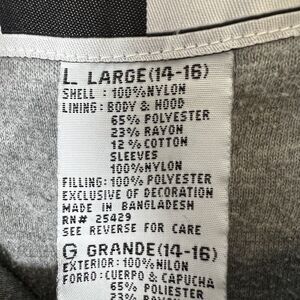 L LARGE(14-16)
SHELL : 100%NYLON
LINING: BODY & HOOD
65% POLYESTER
23% RAYON
12 % COTTON
SLEEVES
100%NYLON
FILLING: 100% POLYESTER
EXCLUSIVE OF DECORATION
MADE IN BANGLADESH
RN# 25429
SEE REVERSE FOR CARE
G GRANDE(14-16)
EXTERIOR: 100%NILON
FORRO: CUERPO & CAPUCHA
65% POLIESTER
23% RAYON